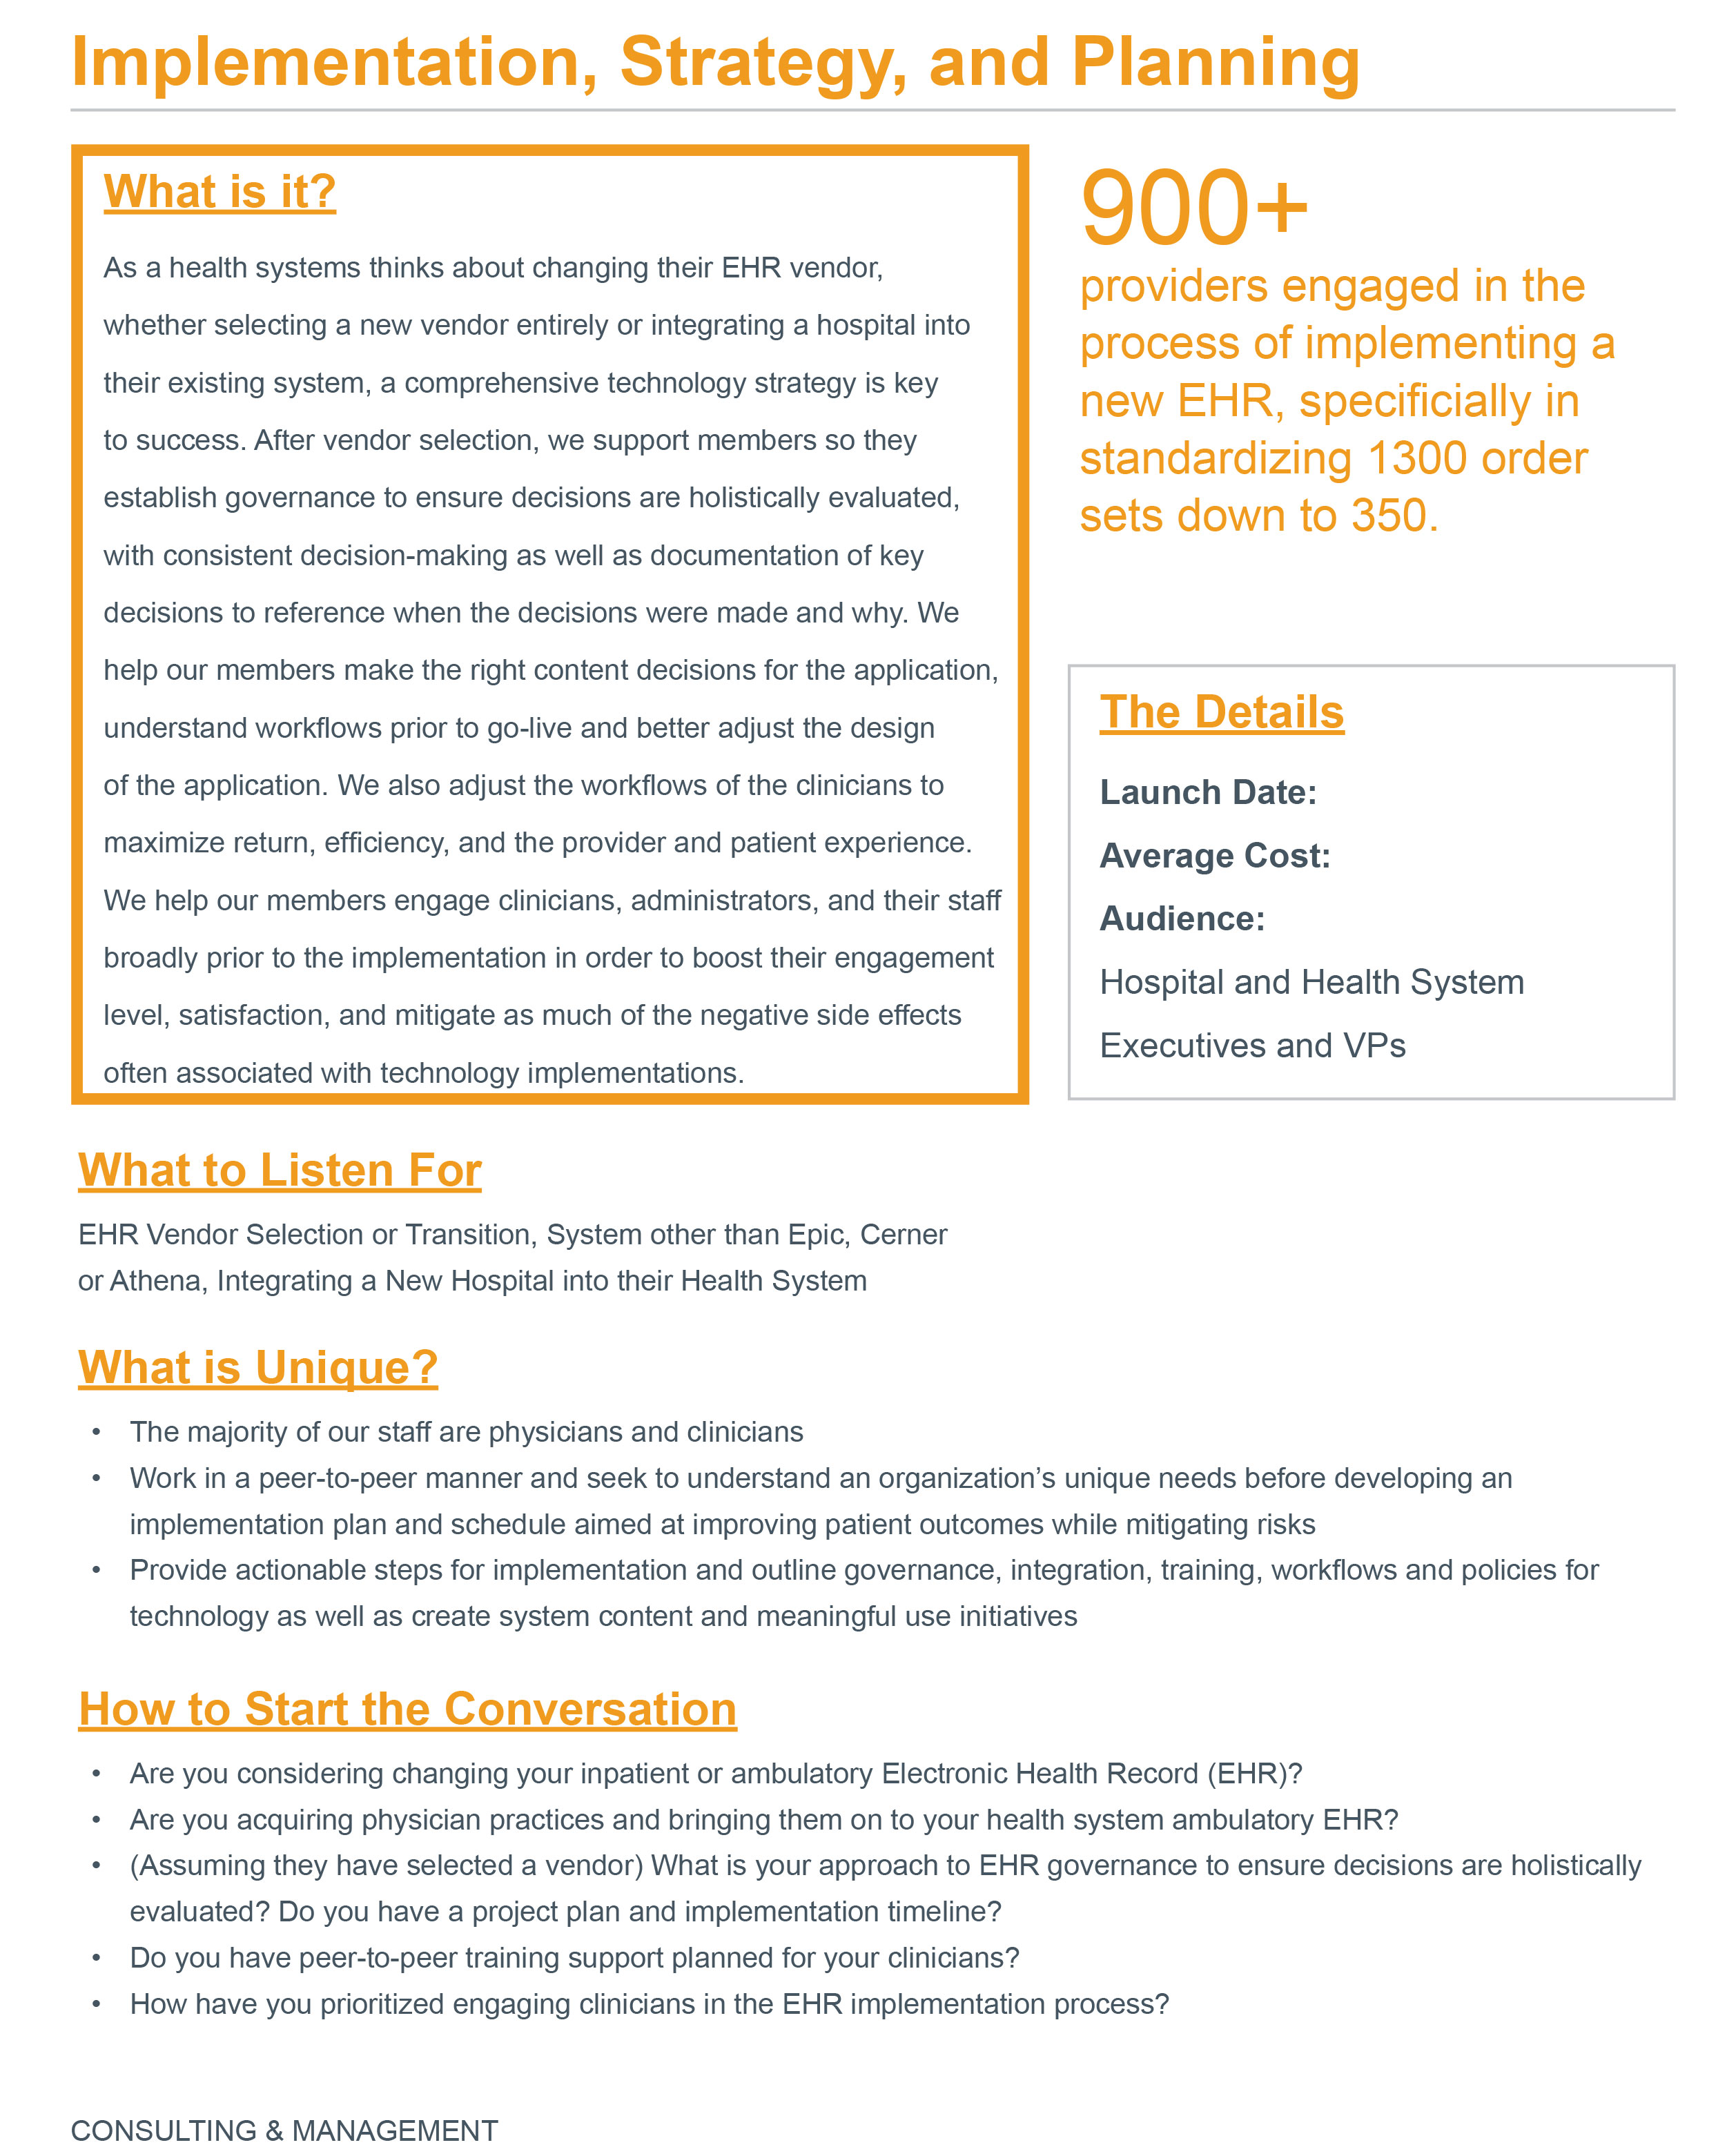 Implementation, Strategy, and Planning
What is it?
As a health systems thinks about changing their EHR vendor,
whether selecting a new vendor entirely or integrating a hospital into
their existing system, a comprehensive technology strategy is key
to success. After vendor selection, we support members so they
establish governance to ensure decisions are holistically evaluated,
with consistent decision-making as well as documentation of key
decisions to reference when the decisions were made and why. We
help our members make the right content decisions for the application,
understand workflows prior to go-live and better adjust the design
of the application. We also adjust the workflows of the clinicians to
maximize return, efficiency, and the provider and patient experience.
We help our members engage clinicians, administrators, and their staff
broadly prior to the implementation in order to boost their engagement
level, satisfaction, and mitigate as much of the negative side effects
often associated with technology implementations.
900+
providers engaged in the
process of implementing a
new EHR, specificially in
standardizing 1300 order
sets down to 350.
The Details
Launch Date:
Average Cost:
Audience:
Hospital and Health System
Executives and VPs
What to Listen For
EHR Vendor Selection or Transition, System other than Epic, Cerner
or Athena, Integrating a New Hospital into their Health System
What is Unique?
• The majority of our staff are physicians and clinicians
• Work in a peer-to-peer manner and seek to understand an organization’s unique needs before developing an
implementation plan and schedule aimed at improving patient outcomes while mitigating risks
• Provide actionable steps for implementation and outline governance, integration, training, workflows and policies for
technology as well as create system content and meaningful use initiatives
How to Start the Conversation
• Are you considering changing your inpatient or ambulatory Electronic Health Record (EHR)?
• Are you acquiring physician practices and bringing them on to your health system ambulatory EHR?
• (Assuming they have selected a vendor) What is your approach to EHR governance to ensure decisions are holistically
evaluated? Do you have a project plan and implementation timeline?
• Do you have peer-to-peer training support planned for your clinicians?
• How have you prioritized engaging clinicians in the EHR implementation process?
CONSULTING & MANAGEMENT